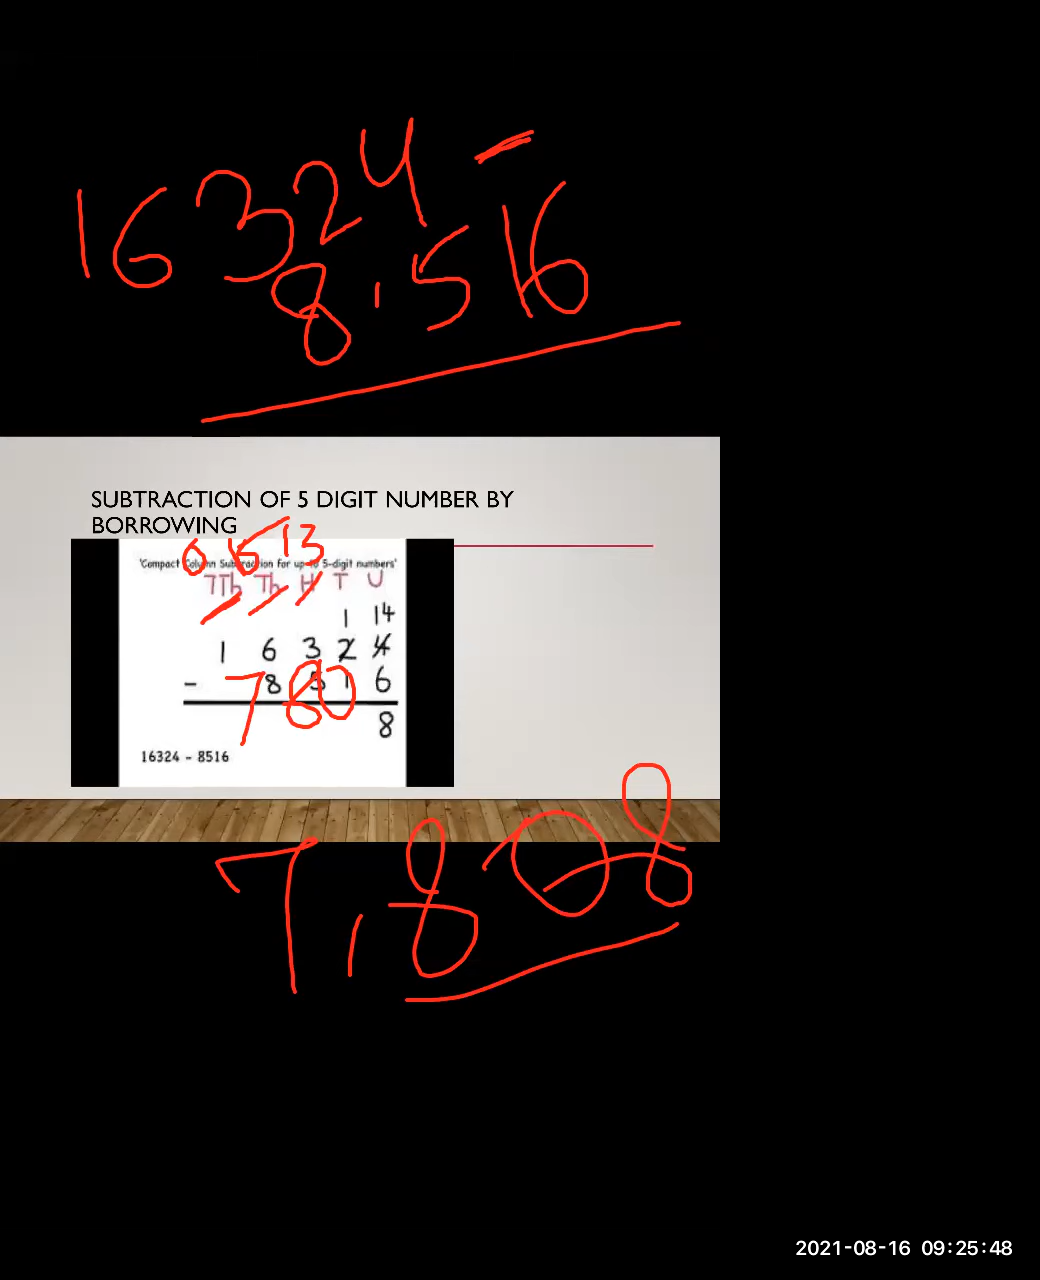 16324 -
8,516
SUBTRACTION OF 5 DIGIT NUMBER BY
BORROWING
0 15 13
'Compact Column Subtraction for up to 5-digit numbers'
TTh Th H T U
1 14
1 6 3 2 4
- 8 5 1 6
7 8 0 8
16324 - 8516
7,808
2021-08-16 09:25:48